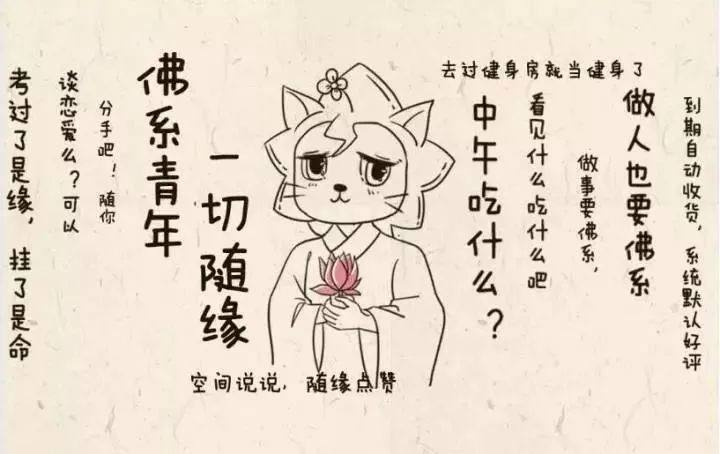 考过了是缘，挂了是命
谈恋爱么？可以
分手吧！随你
佛系青年
一切随缘
空间说说，随缘点赞
去过健身房就当健身了
中午吃什么？
看见什么吃什么吧
做事要佛系，
做人也要佛系
到期自动收货，系统默认好评